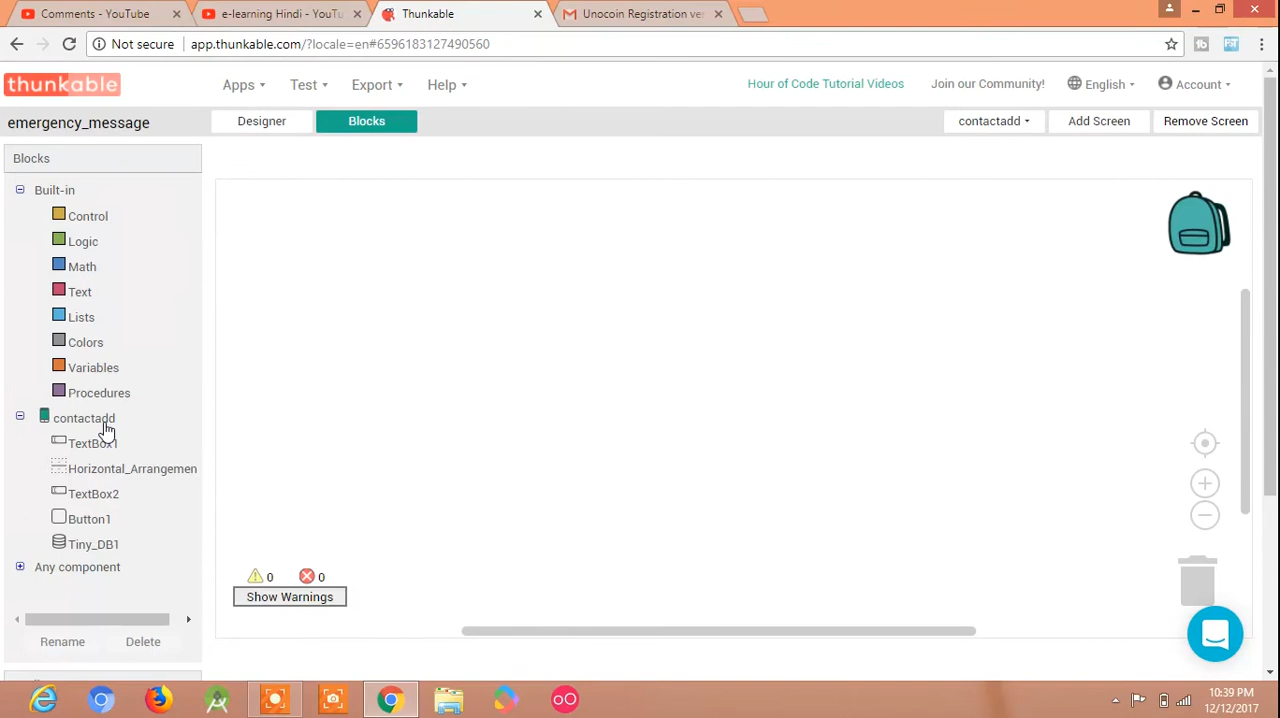 Comments - YouTube
e-learning Hindi - YouTu
Thunkable
Unocoin Registration ver
Not secure app.thunkable.com/?locale=en#6596183127490560
thunkable
Apps
Test
Export
Help
Hour of Code Tutorial Videos
Join our Community!
English
Account
emergency_message
Designer
Blocks
contactadd
Add Screen
Remove Screen
Blocks
Built-in
Control
Logic
Math
Text
Lists
Colors
Variables
Procedures
contactadd
TextBox1
Horizontal_Arrangemen
TextBox2
Button1
Tiny_DB1
Any component
0 0
Show Warnings
Rename
Delete
10:39 PM
12/12/2017